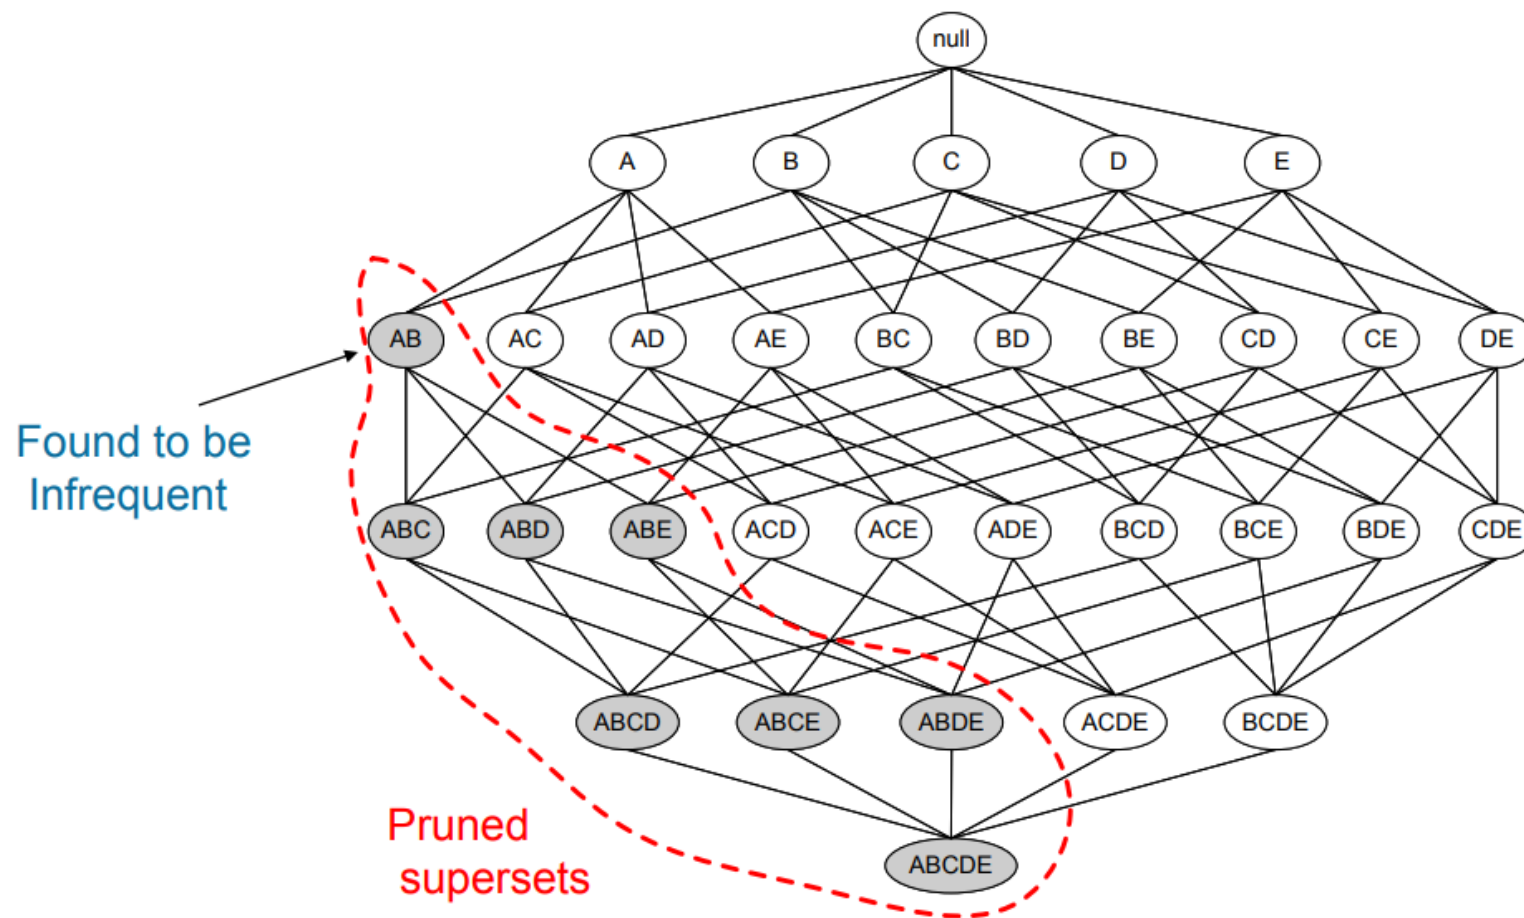 null
A B C D E
AB AC AD AE BC BD BE CD CE DE
Found to be
Infrequent
ABC ABD ABE ACD ACE ADE BCD BCE BDE CDE
ABCD ABCE ABDE ACDE BCDE
Pruned
supersets
ABCDE